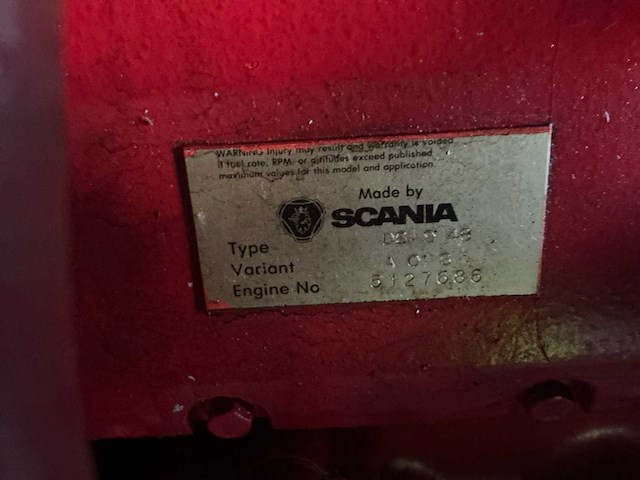 WARNING Injury may result and warranty is voided
if fuel rate, RPM, or altitudes exceed published
maximum values for this model and application.
Made by
SCANIA
Type
Variant
Engine No 5127686